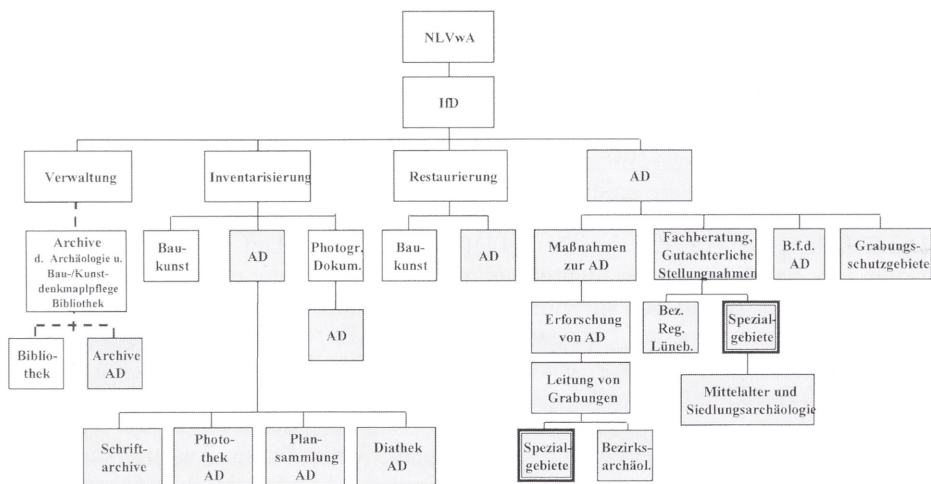 NLVwA
IfD
Verwaltung
Inventarisierung
Restaurierung
AD
Archive
d. Archäologie u.
Bau-/Kunst-
denkmaplpflege
Bibliothek
Bau-
kunst
AD
Photogr.
Dokum.
Bau-
kunst
AD
Maßnahmen
zur AD
Fachberatung,
Gutachterliche
Stellungnahmen
B.f.d.
AD
Grabungs-
schutzgebiete
Biblio-
thek
Archive
AD
AD
Erforschung
von AD
Bez.
Reg.
Lüneb.
Spezial-
gebiete
Leitung von
Grabungen
Mittelalter und
Siedlungsarchäologie
Schrift-
archive
Photo-
thek
AD
Plan-
sammlung
AD
Diathek
AD
Spezial-
gebiete
Bezirks-
archäol.